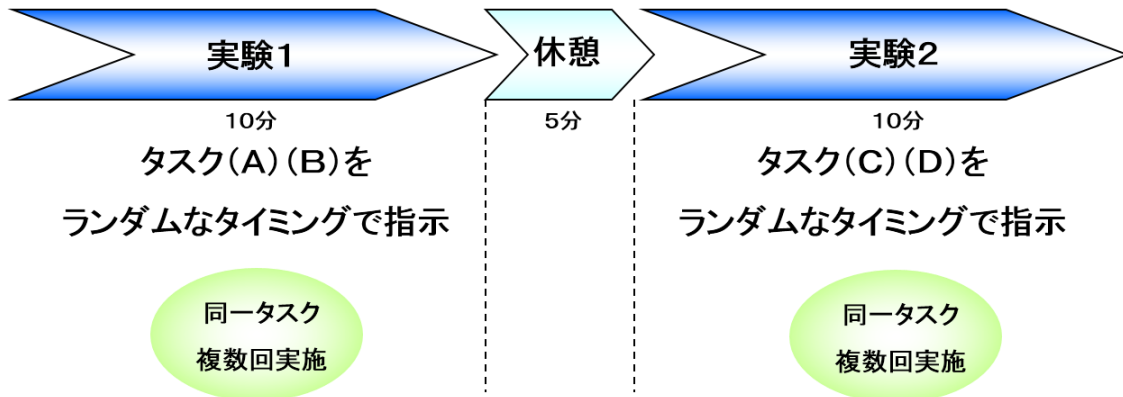 実験1
休憩
実験2
10分
5分
10分
タスク(A)(B)を
ランダムなタイミングで指示
タスク(C)(D)を
ランダムなタイミングで指示
同一タスク
複数回実施
同一タスク
複数回実施